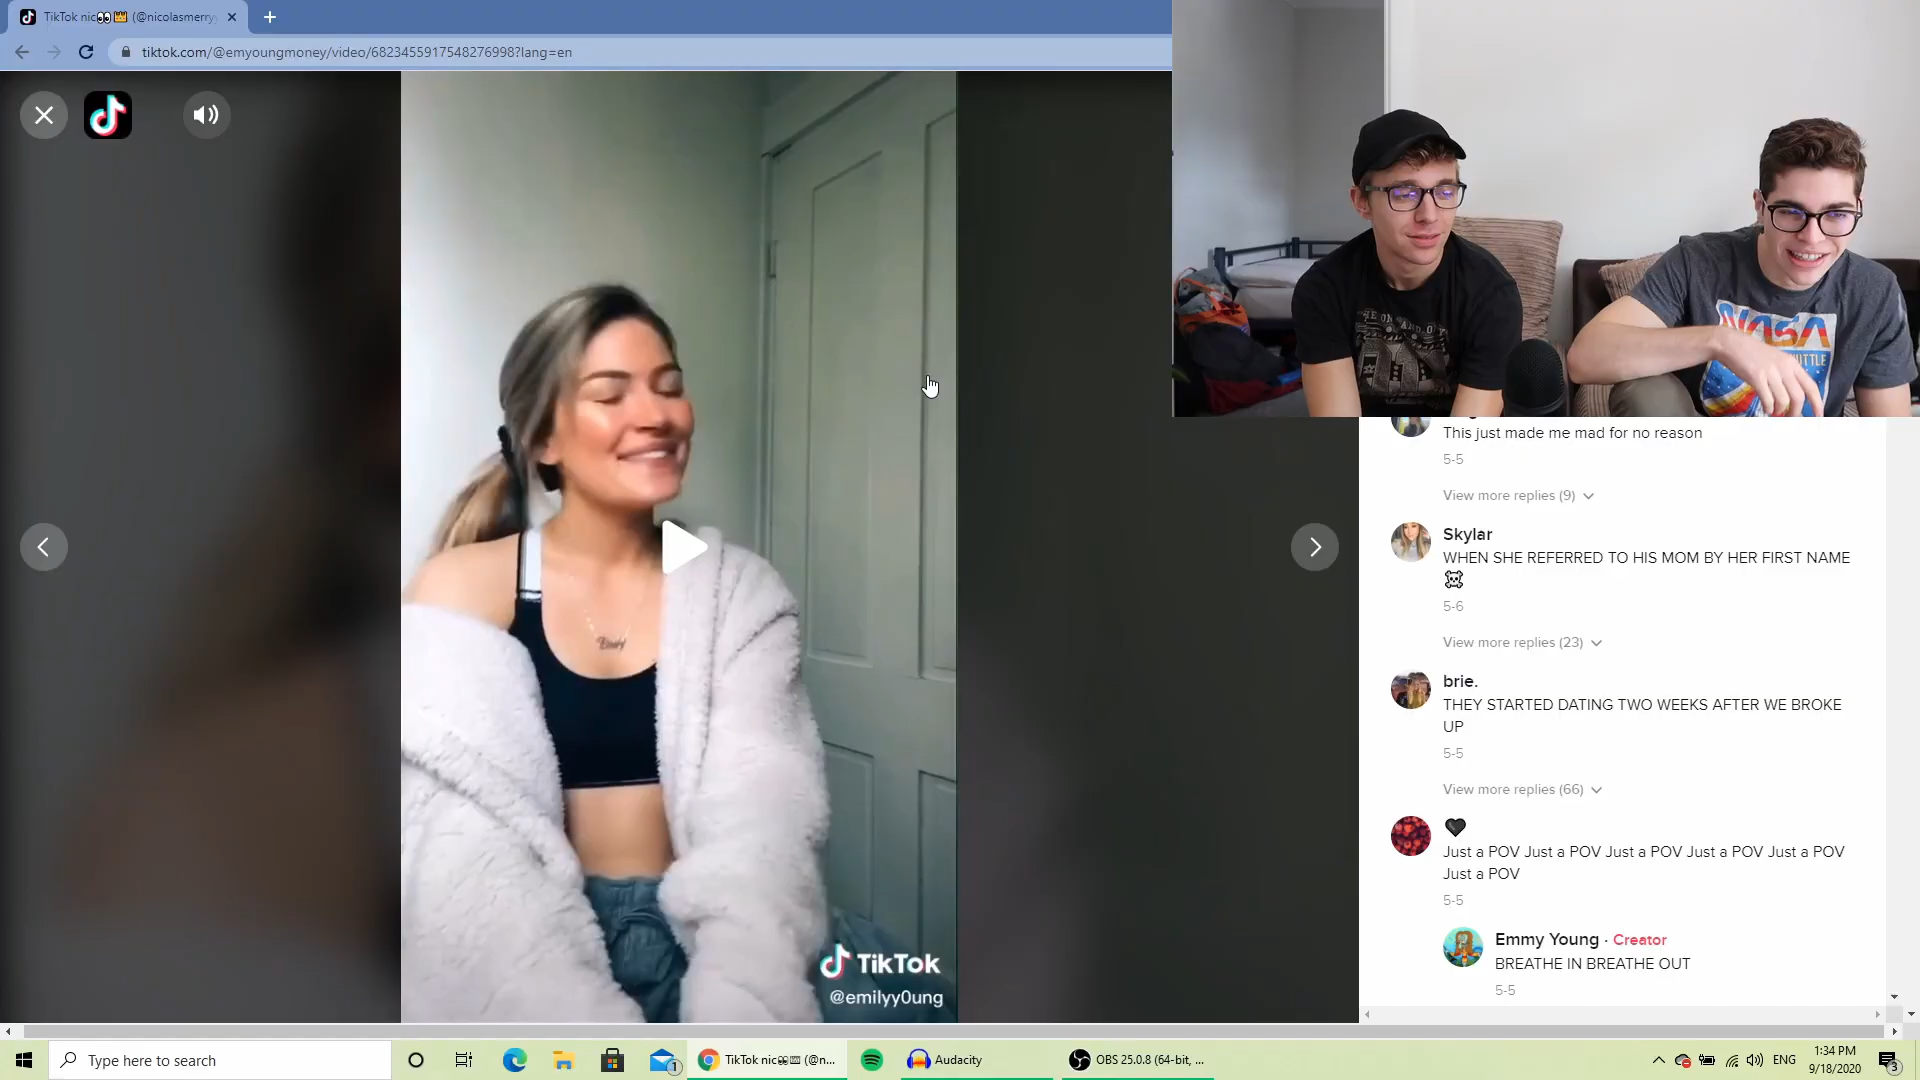 TikTok nic👀👑 (@nicolasmerry
tiktok.com/@emyoungmoney/video/6823455917548276998?lang=en
NASA
This just made me mad for no reason
5-5
View more replies (9)
Skylar
WHEN SHE REFERRED TO HIS MOM BY HER FIRST NAME
☠
5-6
View more replies (23)
brie.
THEY STARTED DATING TWO WEEKS AFTER WE BROKE
UP
5-5
View more replies (66)
🖤
Just a POV Just a POV Just a POV Just a POV Just a POV
Just a POV
5-5
Emmy Young · Creator
BREATHE IN BREATHE OUT
5-5
TikTok
@emilyy0ung
Type here to search
1
TikTok nic👀👑 (@n...
Audacity
OBS 25.0.8 (64-bit, ...
ENG
1:34 PM
9/18/2020
3